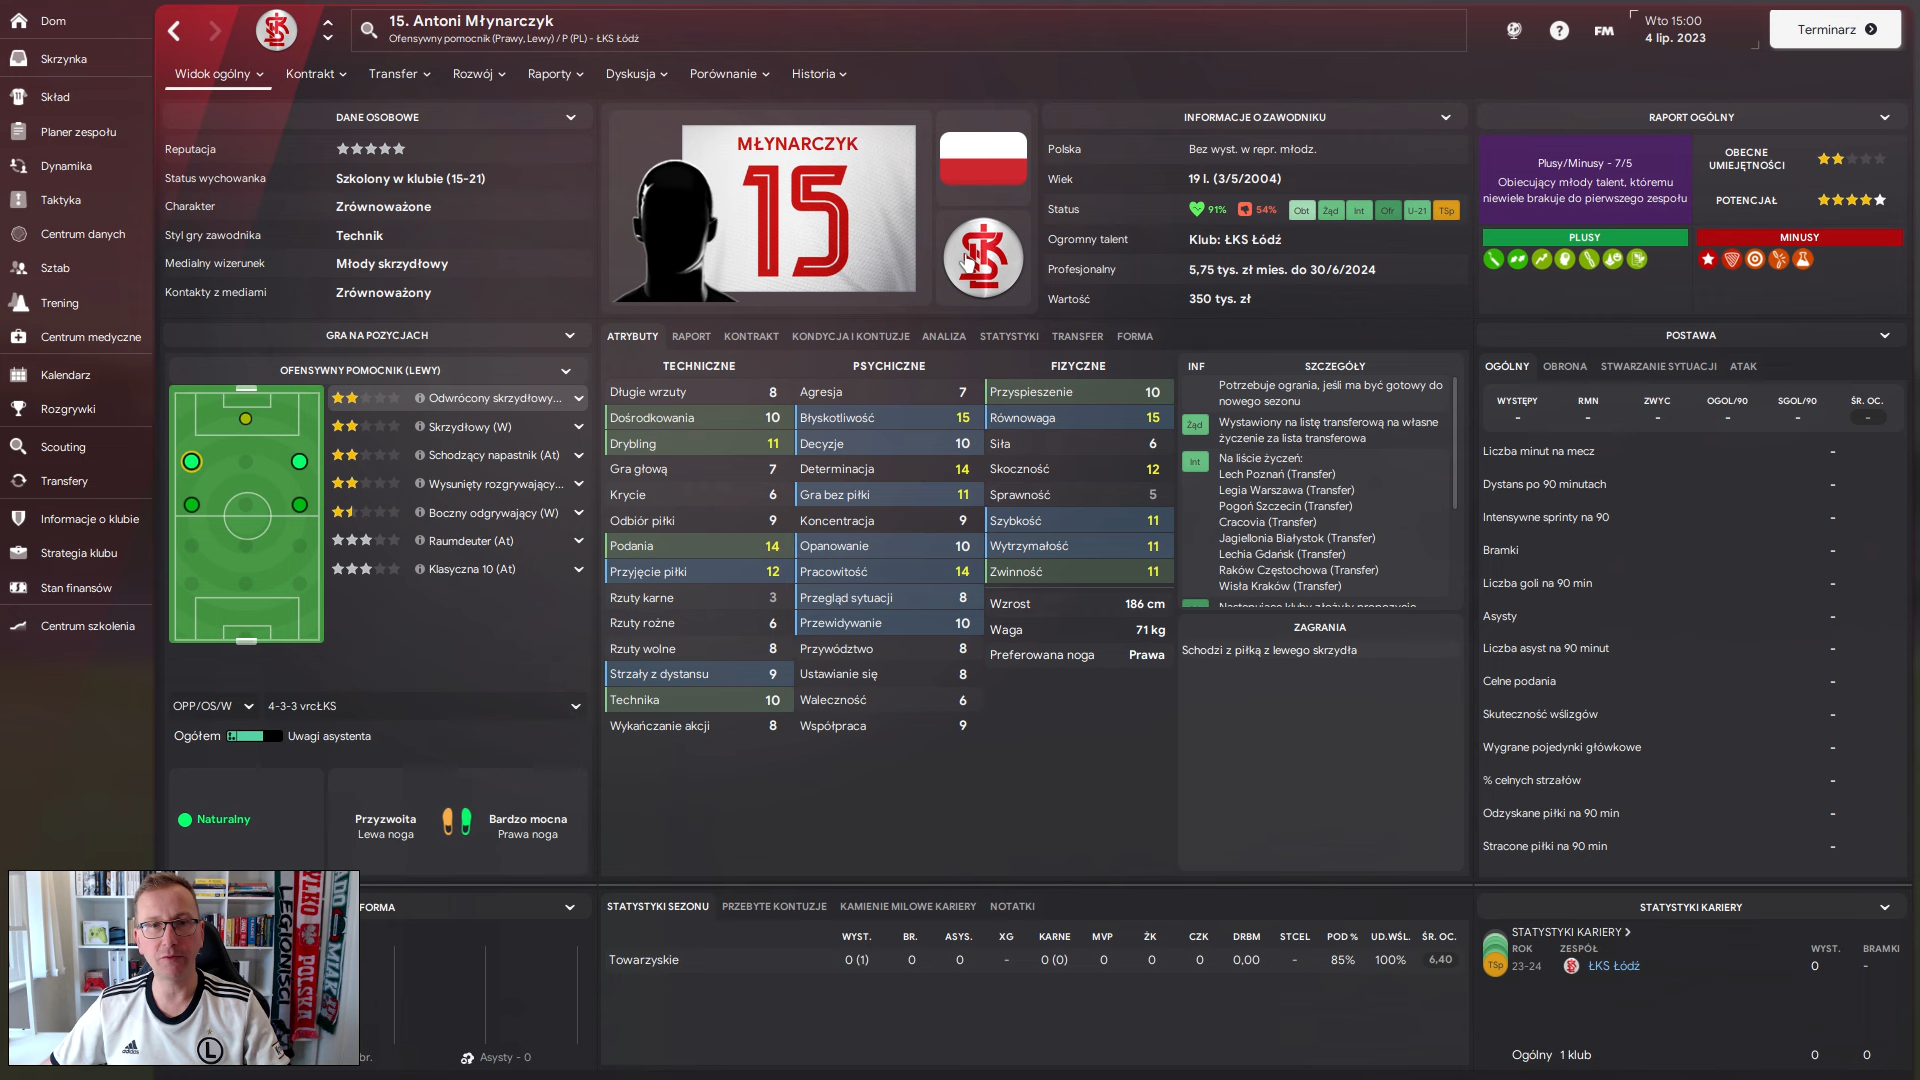 Dom
Skrzynka
Skład
Planer zespołu
Dynamika
Taktyka
Centrum danych
Sztab
Trening
Centrum medyczne
Kalendarz
Rozgrywki
Scouting
Transfery
Informacje o klubie
Strategia klubu
Stan finansów
Centrum szkolenia
15. Antoni Młynarczyk
Ofensywny pomocnik (Prawy, Lewy) / P (PL) - ŁKS Łódź
FM
Wto 15:00
4 lip. 2023
Terminarz
Widok ogólny
Kontrakt
Transfer
Rozwój
Raporty
Dyskusja
Porównanie
Historia
DANE OSOBOWE
Reputacja
Status wychowanka Szkolony w klubie (15-21)
Charakter Zrównoważone
Styl gry zawodnika Technik
Medialny wizerunek Młody skrzydłowy
Kontakty z mediami Zrównoważony
MŁYNARCZYK
15
INFORMACJE O ZAWODNIKU
Polska Bez wyst. w repr. młodz.
Wiek 19 l. (3/5/2004)
Status 91% 54% Obt Żąd Int Ofr U-21 TSp
Ogromny talent Klub: ŁKS Łódź
Profesjonalny 5,75 tys. zł mies. do 30/6/2024
Wartość 350 tys. zł
RAPORT OGÓLNY
Plusy/Minusy - 7/5
Obiecujący młody talent, któremu
niewiele brakuje do pierwszego zespołu
OBECNE
UMIEJĘTNOŚCI
POTENCJAŁ
PLUSY
MINUSY
GRA NA POZYCJACH
OFENSYWNY POMOCNIK (LEWY)
Odwrócony skrzydłowy...
Skrzydłowy (W)
Schodzący napastnik (At)
Wysunięty rozgrywający...
Boczny odgrywający (W)
Raumdeuter (At)
Klasyczna 10 (At)
OPP/OS/W
4-3-3 vrcŁKS
Ogółem
Uwagi asystenta
Naturalny
Przyzwoita
Lewa noga
Bardzo mocna
Prawa noga
ATRYBUTY
RAPORT
KONTRAKT
KONDYCJA I KONTUZJE
ANALIZA
STATYSTYKI
TRANSFER
FORMA
TECHNICZNE
Długie wrzuty 8
Dośrodkowania 10
Drybling 11
Gra głową 7
Krycie 6
Odbiór piłki 9
Podania 14
Przyjęcie piłki 12
Rzuty karne 3
Rzuty rożne 6
Rzuty wolne 8
Strzały z dystansu 9
Technika 10
Wykańczanie akcji 8
PSYCHICZNE
Agresja 7
Błyskotliwość 15
Decyzje 10
Determinacja 14
Gra bez piłki 11
Koncentracja 9
Opanowanie 10
Pracowitość 14
Przegląd sytuacji 8
Przewidywanie 10
Przywództwo 8
Ustawianie się 8
Waleczność 6
Współpraca 9
FIZYCZNE
Przyspieszenie 10
Równowaga 15
Siła 6
Skoczność 12
Sprawność 5
Szybkość 11
Wytrzymałość 11
Zwinność 11
Wzrost 186 cm
Waga 71 kg
Preferowana noga Prawa
INF SZCZEGÓŁY
Potrzebuje ogrania, jeśli ma być gotowy do
nowego sezonu
Żąd Wystawiony na listę transferową na własne
życzenie za lista transferowa
Int Na liście życzeń:
Lech Poznań (Transfer)
Legia Warszawa (Transfer)
Pogoń Szczecin (Transfer)
Cracovia (Transfer)
Jagiellonia Białystok (Transfer)
Lechia Gdańsk (Transfer)
Raków Częstochowa (Transfer)
Wisła Kraków (Transfer)
ZAGRANIA
Schodzi z piłką z lewego skrzydła
POSTAWA
OGÓLNY
OBRONA
STWARZANIE SYTUACJI
ATAK
WYSTĘPY RMN ZWYC OGOL/90 SGOL/90 ŚR. OC.
- - - - - -
Liczba minut na mecz -
Dystans po 90 minutach -
Intensywne sprinty na 90 -
Bramki -
Liczba goli na 90 min -
Asysty -
Liczba asyst na 90 minut -
Celne podania -
Skuteczność wślizgów -
Wygrane pojedynki główkowe -
% celnych strzałów -
Odzyskane piłki na 90 min -
Stracone piłki na 90 min -
FORMA
br.
Asysty - 0
STATYSTYKI SEZONU
PRZEBYTE KONTUZJE
KAMIENIE MILOWE KARIERY
NOTATKI
WYST. BR. ASYS. XG KARNE MVP ŻK CZK DRBM STCEL POD % UD.WŚL. ŚR. OC.
Towarzyskie 0 (1) 0 0 - 0 (0) 0 0 0 0,00 - 85% 100% 6,40
STATYSTYKI KARIERY
STATYSTYKI KARIERY
ROK ZESPÓŁ WYST. BRAMKI
TSp 23-24 ŁKS Łódź 0 -
Ogólny 1 klub 0 0
LEGIONIŚCI
POLSKA
adidas
L